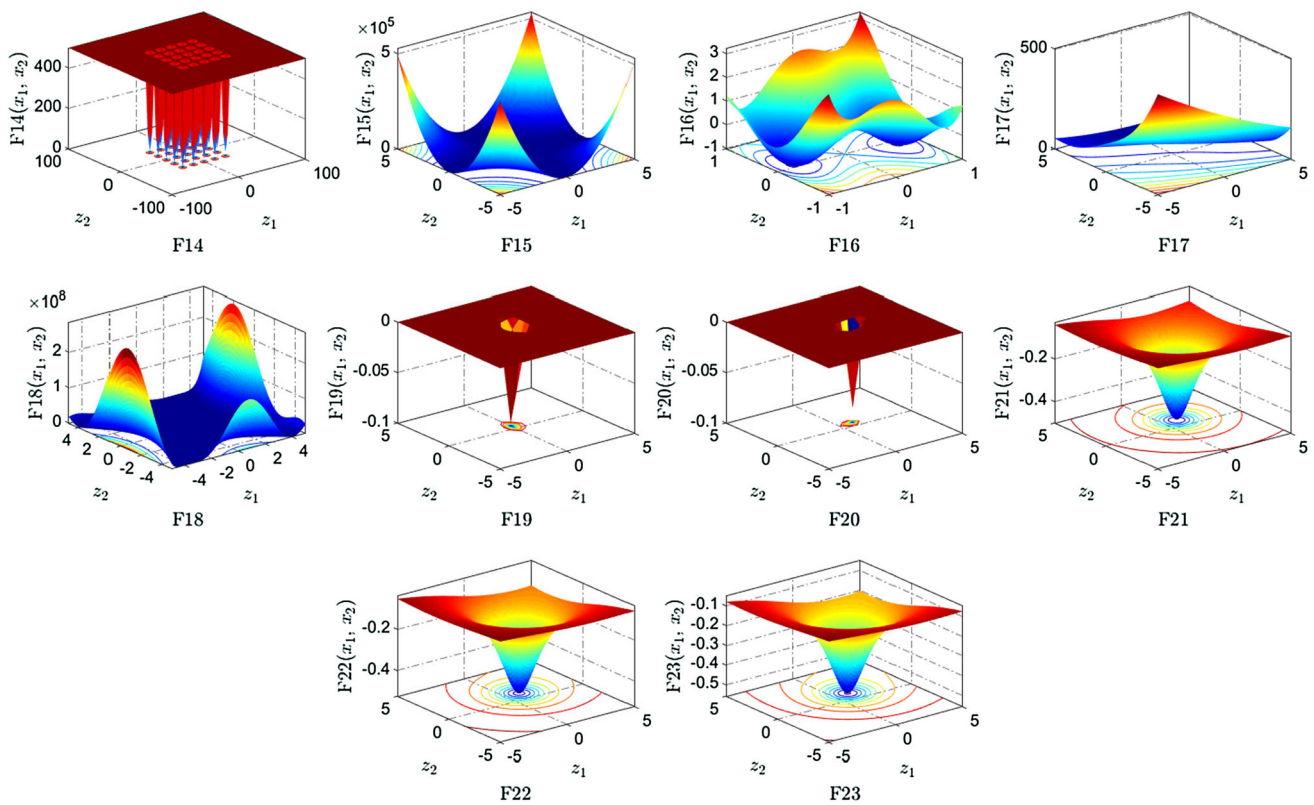 F14(x₁, x₂)
400
200
0
100
0
-100
-100
0
100
z₂
z₁
F14
×10⁵
F15(x₁, x₂)
5
0
5
0
-5
-5
0
5
z₂
z₁
F15
F16(x₁, x₂)
3
2
1
0
-1
1
0
-1
-1
0
1
z₂
z₁
F16
F17(x₁, x₂)
500
0
5
0
-5
-5
0
5
z₂
z₁
F17
×10⁸
F18(x₁, x₂)
2
1
0
4
2
0
-2
-4
-4
-2
0
2
4
z₂
z₁
F18
F19(x₁, x₂)
0
-0.05
-0.1
5
0
-5
-5
0
5
z₂
z₁
F19
F20(x₁, x₂)
0
-0.05
-0.1
5
0
-5
-5
0
5
z₂
z₁
F20
F21(x₁, x₂)
-0.2
-0.4
5
0
-5
-5
0
5
z₂
z₁
F21
F22(x₁, x₂)
-0.2
-0.4
5
0
-5
-5
0
5
z₂
z₁
F22
F23(x₁, x₂)
-0.1
-0.2
-0.3
-0.4
-0.5
5
0
-5
-5
0
5
z₂
z₁
F23